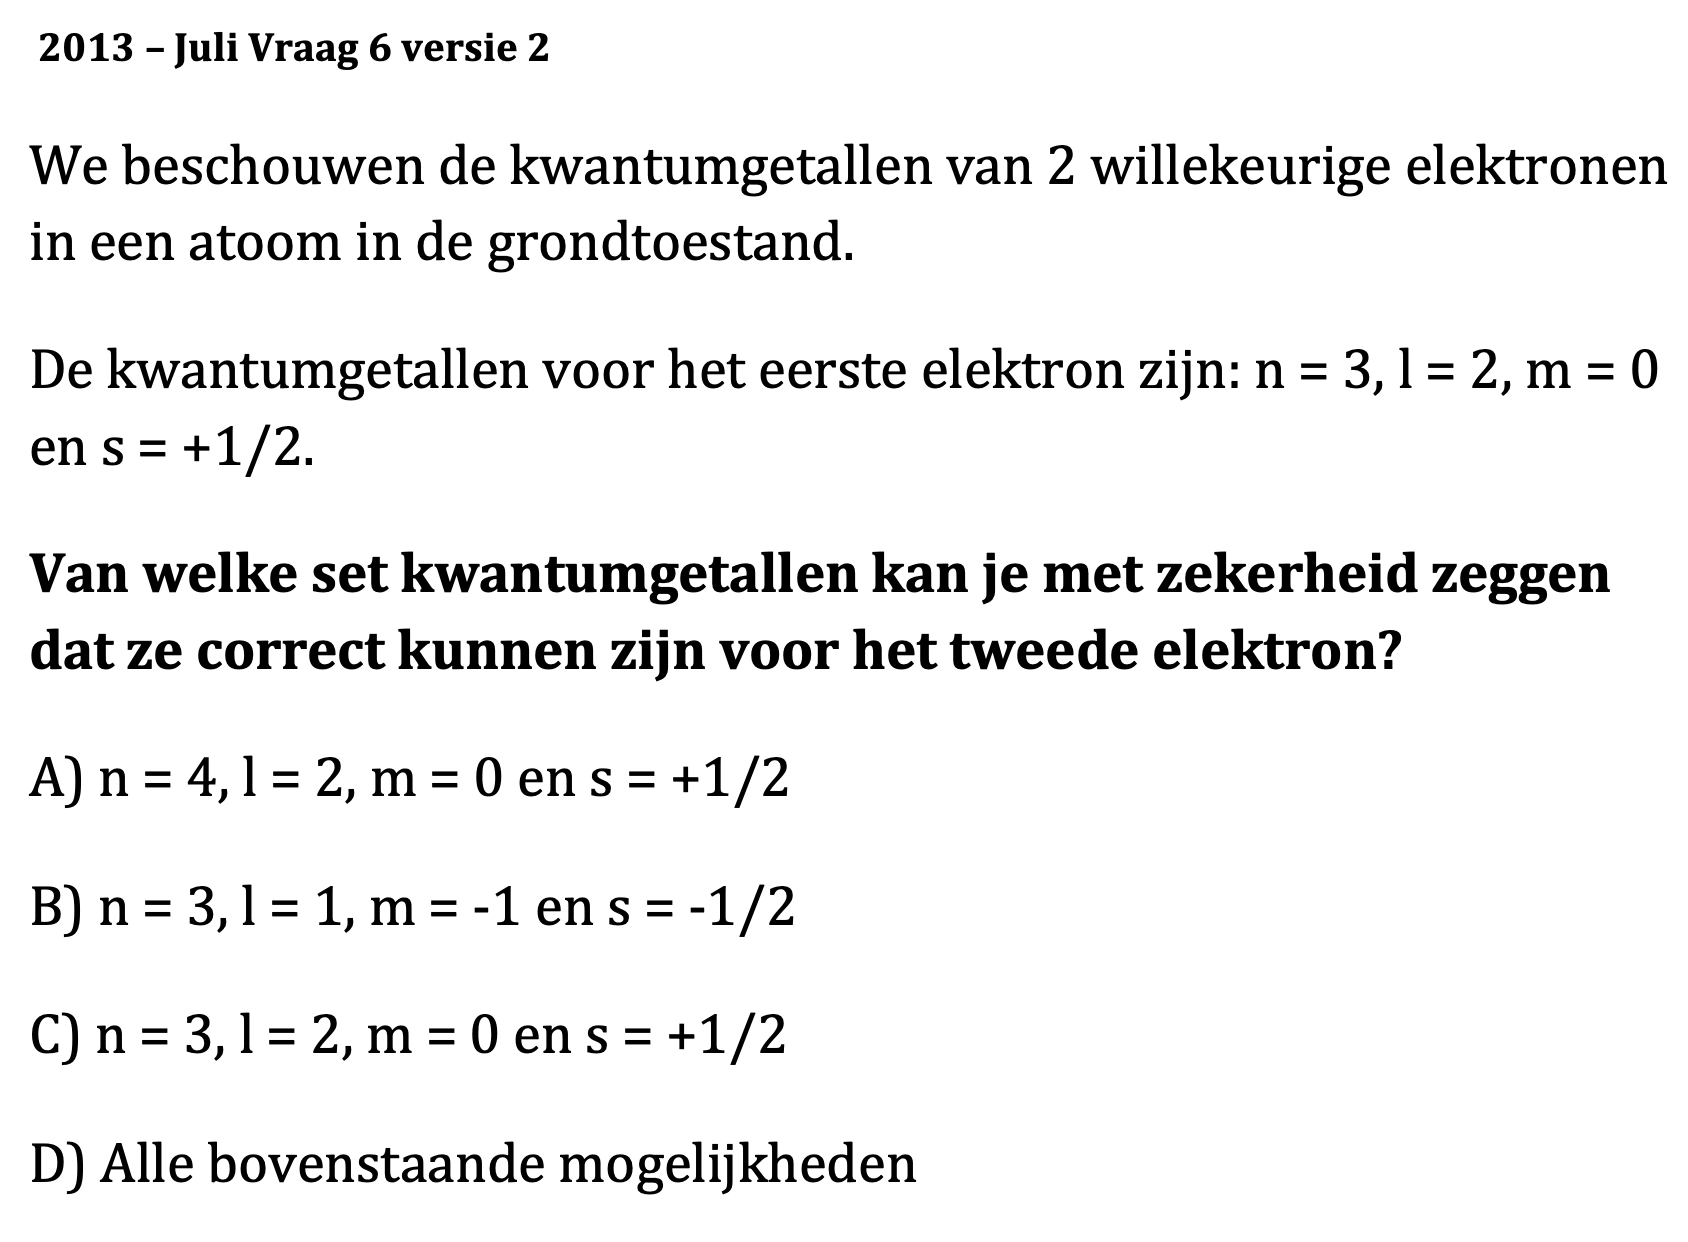 2013 – Juli Vraag 6 versie 2
We beschouwen de kwantumgetallen van 2 willekeurige elektronen
in een atoom in de grondtoestand.
De kwantumgetallen voor het eerste elektron zijn: n = 3, l = 2, m = 0
en s = +1/2.
Van welke set kwantumgetallen kan je met zekerheid zeggen
dat ze correct kunnen zijn voor het tweede elektron?
A) n = 4, l = 2, m = 0 en s = +1/2
B) n = 3, l = 1, m = -1 en s = -1/2
C) n = 3, l = 2, m = 0 en s = +1/2
D) Alle bovenstaande mogelijkheden